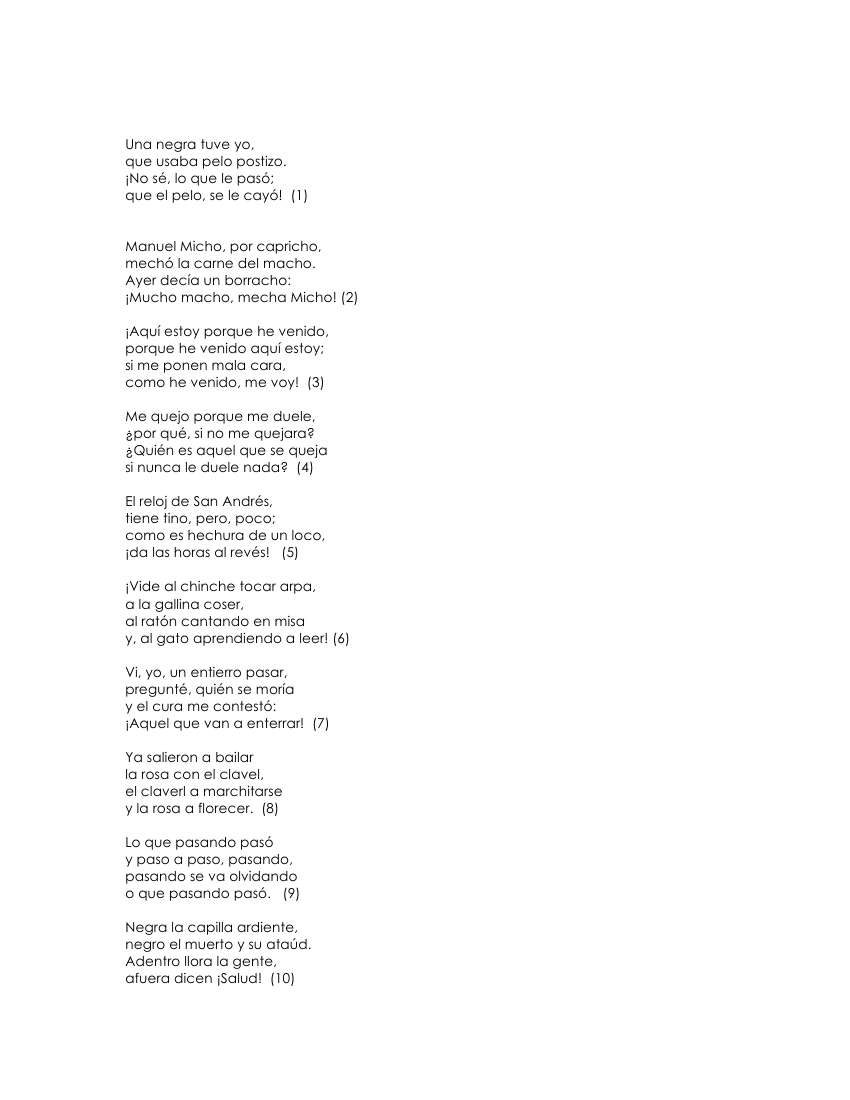 Una negra tuve yo,
que usaba pelo postizo.
¡No sé, lo que le pasó;
que el pelo, se le cayó!  (1)
Manuel Micho, por capricho,
mechó la carne del macho.
Ayer decía un borracho:
¡Mucho macho, mecha Micho! (2)
¡Aquí estoy porque he venido,
porque he venido aquí estoy;
si me ponen mala cara,
como he venido, me voy!  (3)
Me quejo porque me duele,
¿por qué, si no me quejara?
¿Quién es aquel que se queja
si nunca le duele nada?  (4)
El reloj de San Andrés,
tiene tino, pero, poco;
como es hechura de un loco,
¡da las horas al revés!   (5)
¡Vide al chinche tocar arpa,
a la gallina coser,
al ratón cantando en misa
y, al gato aprendiendo a leer! (6)
Vi, yo, un entierro pasar,
pregunté, quién se moría
y el cura me contestó:
¡Aquel que van a enterrar!  (7)
Ya salieron a bailar
la rosa con el clavel,
el claverl a marchitarse
y la rosa a florecer.  (8)
Lo que pasando pasó
y paso a paso, pasando,
pasando se va olvidando
o que pasando pasó.   (9)
Negra la capilla ardiente,
negro el muerto y su ataúd.
Adentro llora la gente,
afuera dicen ¡Salud!  (10)